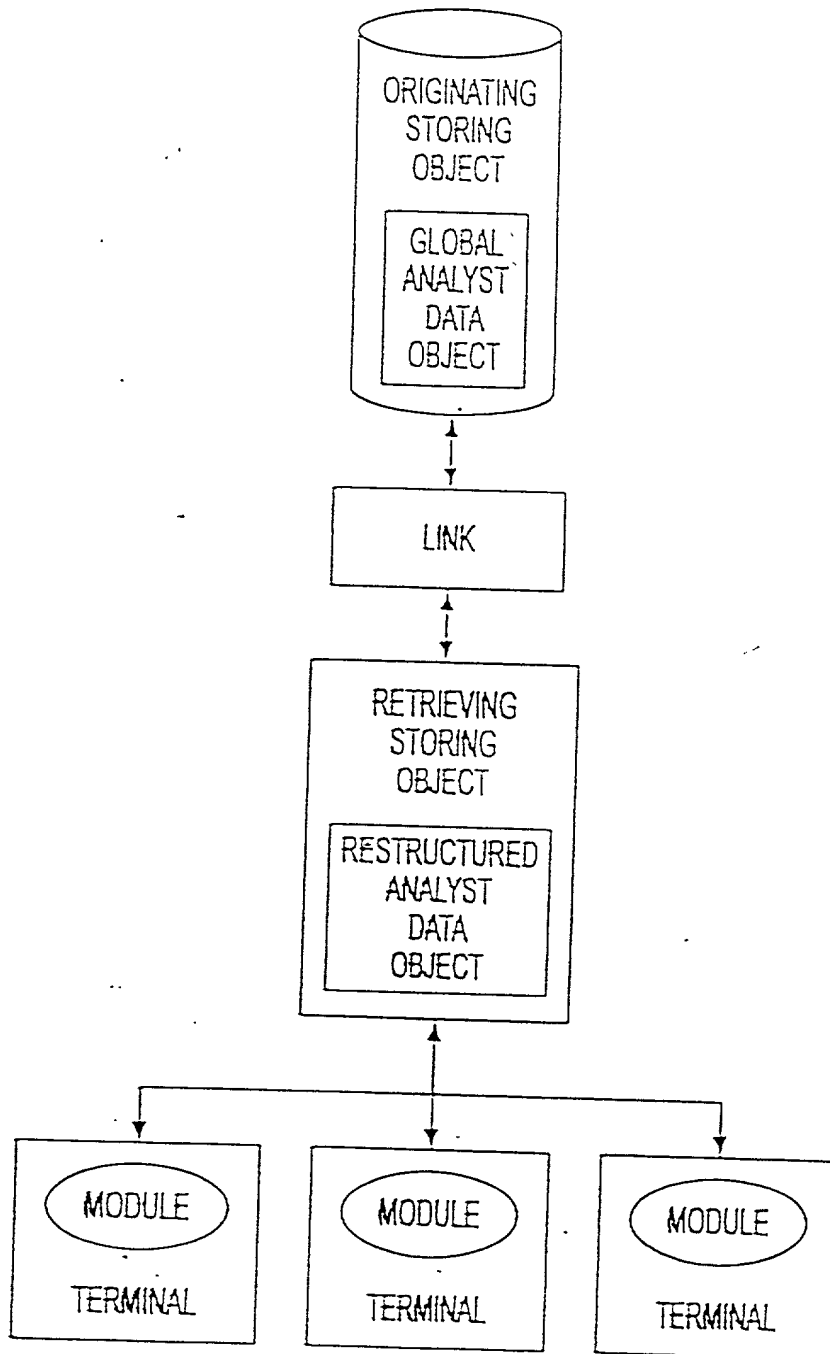 ORIGINATING
STORING
OBJECT
GLOBAL
ANALYST
DATA
OBJECT
LINK
RETRIEVING
STORING
OBJECT
RESTRUCTURED
ANALYST
DATA
OBJECT
MODULE
TERMINAL
MODULE
TERMINAL
MODULE
TERMINAL